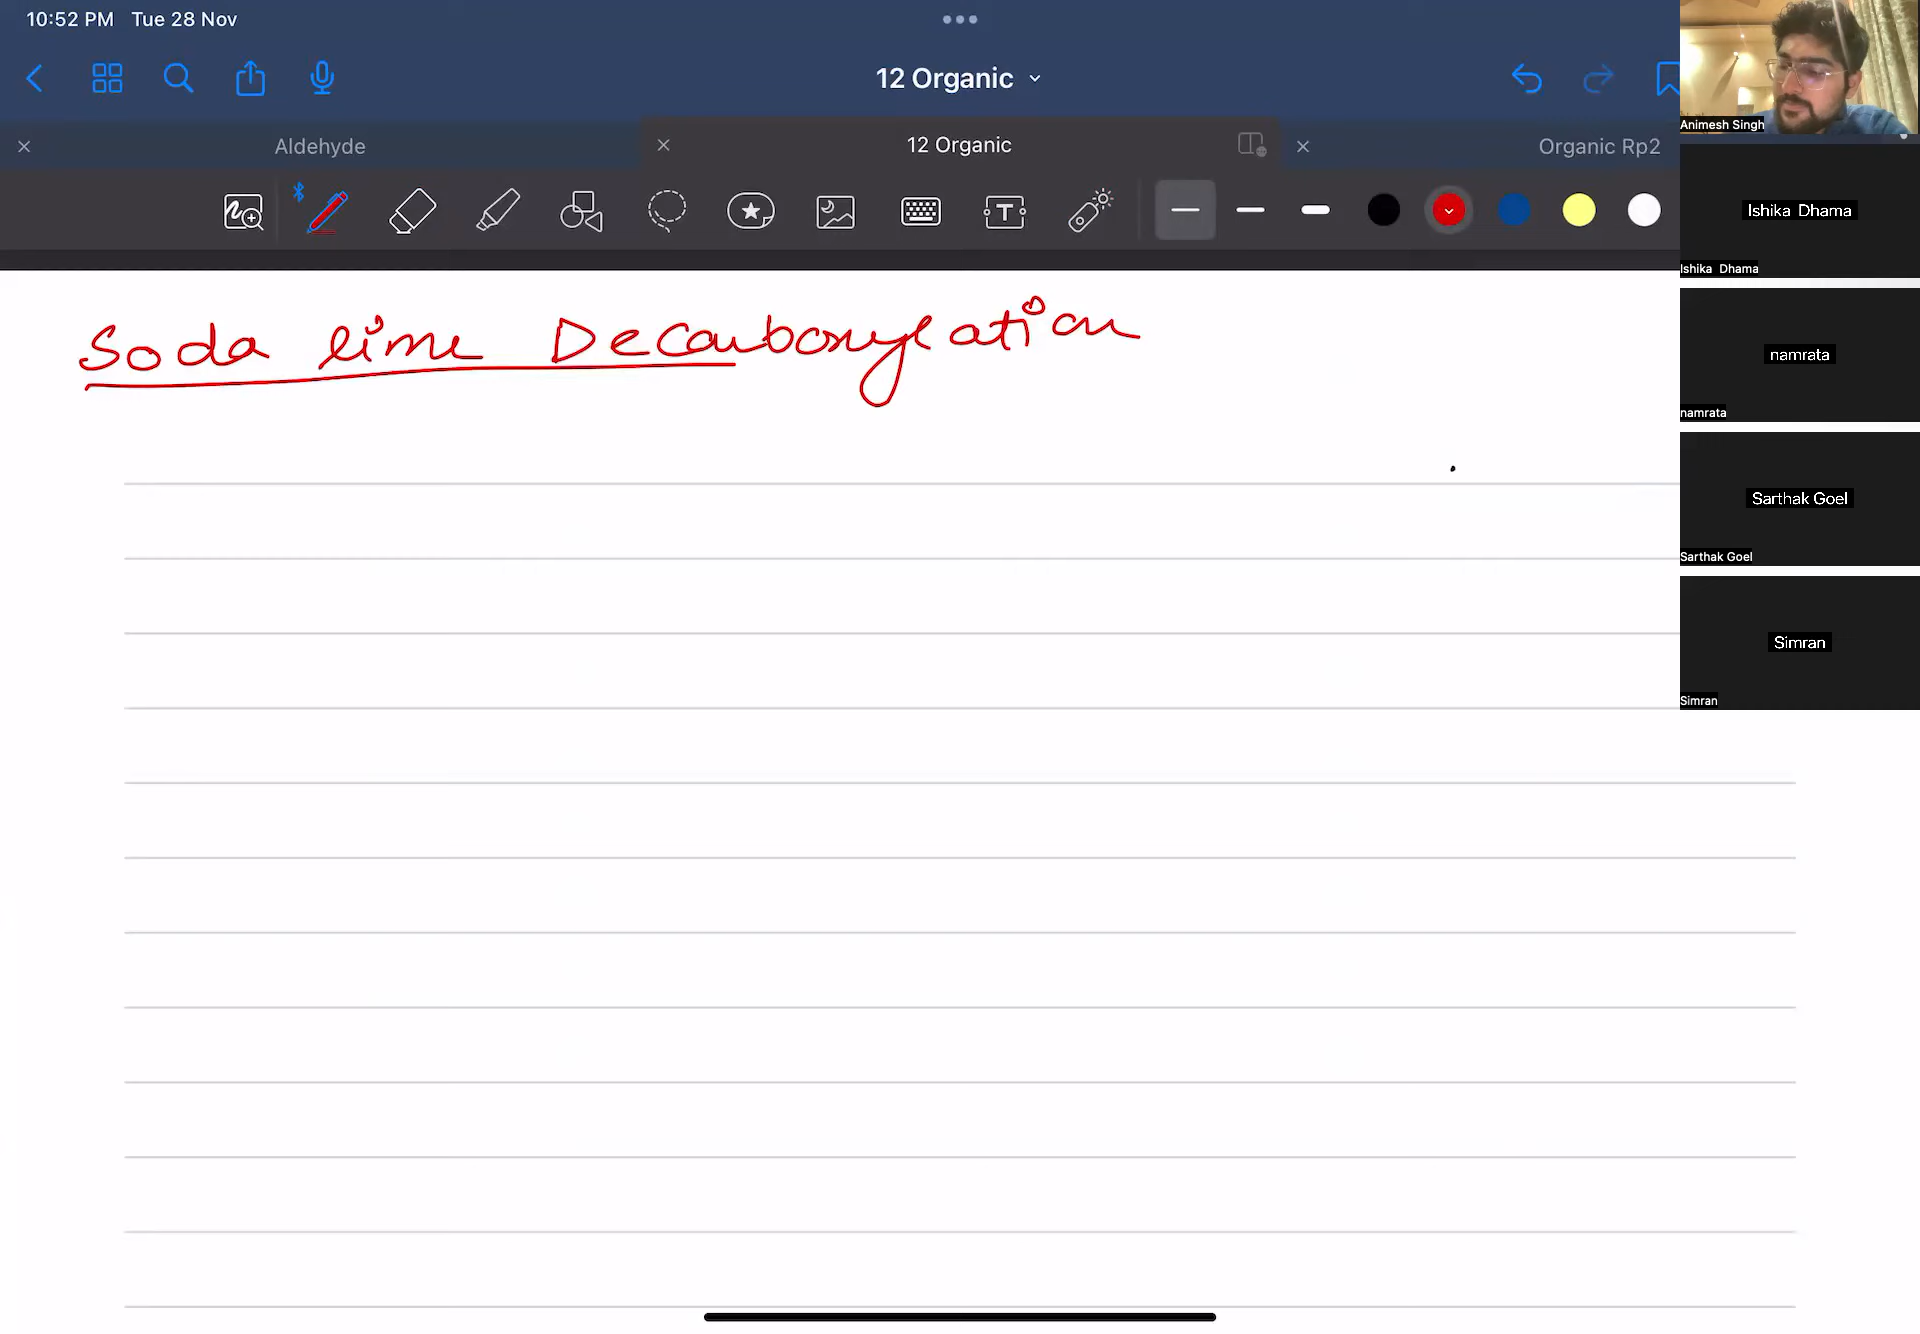 10:52 PM Tue 28 Nov
12 Organic
Aldehyde
12 Organic
Organic Rp2
Soda lime Decarboxylation
Animesh Singh
Ishika Dhama
Ishika Dhama
namrata
namrata
Sarthak Goel
Sarthak Goel
Simran
Simran